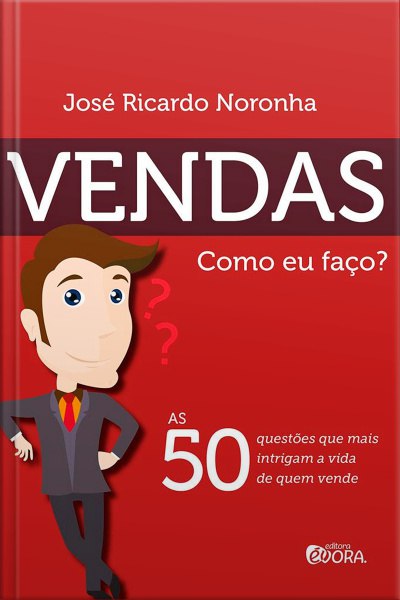 José Ricardo Noronha
VENDAS
Como eu faço?
?
?
AS
50
questões que mais
intrigam a vida
de quem vende
editora
évORA.